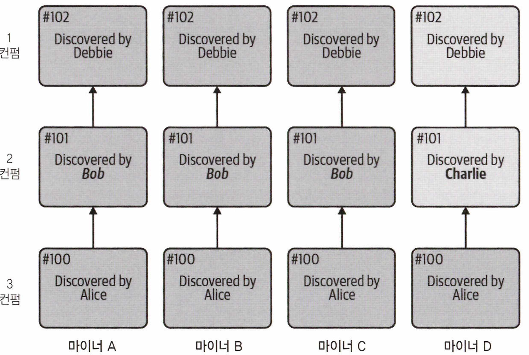 1
컨펌
#102
Discovered by
Debbie
#102
Discovered by
Debbie
#102
Discovered by
Debbie
#102
Discovered by
Debbie
2
컨펌
#101
Discovered by
Bob
#101
Discovered by
Bob
#101
Discovered by
Bob
#101
Discovered by
Charlie
3
컨펌
#100
Discovered by
Alice
#100
Discovered by
Alice
#100
Discovered by
Alice
#100
Discovered by
Alice
마이너 A
마이너 B
마이너 C
마이너 D